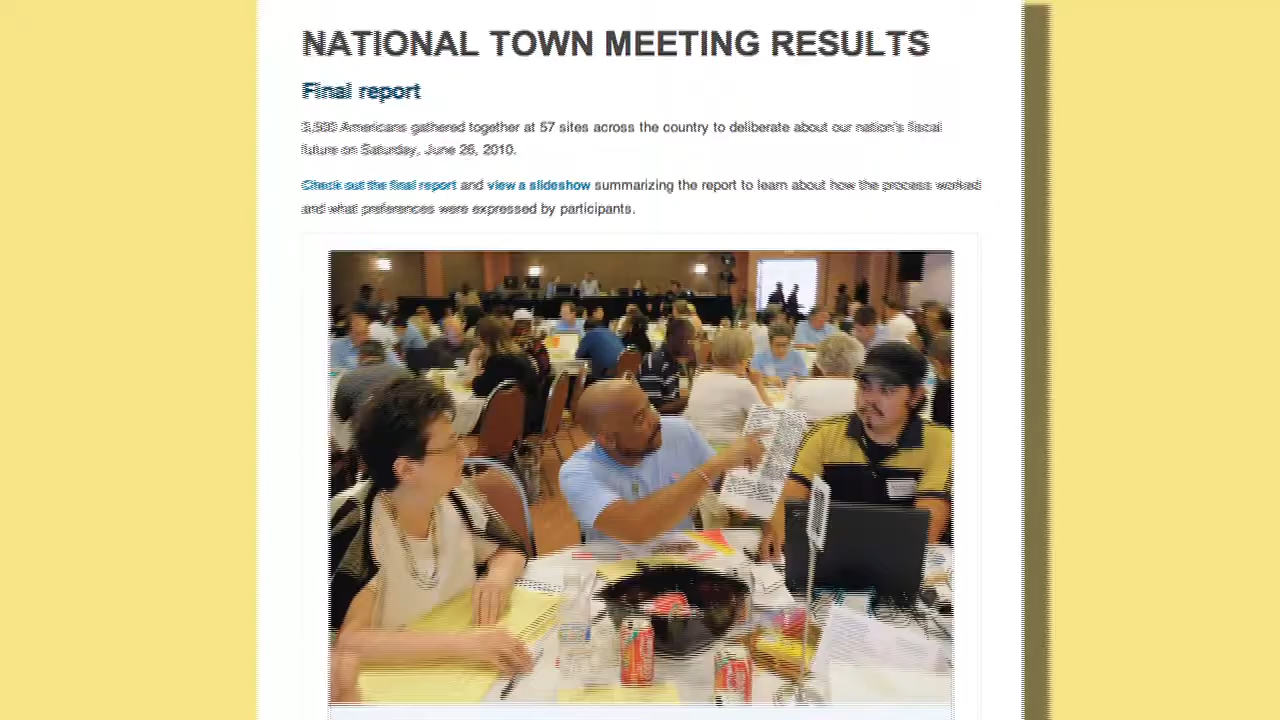 NATIONAL TOWN MEETING RESULTS
Final report
3,500 Americans gathered together at 57 sites across the country to deliberate about our nation's fiscal
future on Saturday, June 26, 2010.
Check out the final report and view a slideshow summarizing the report to learn about how the process worked
and what preferences were expressed by participants.